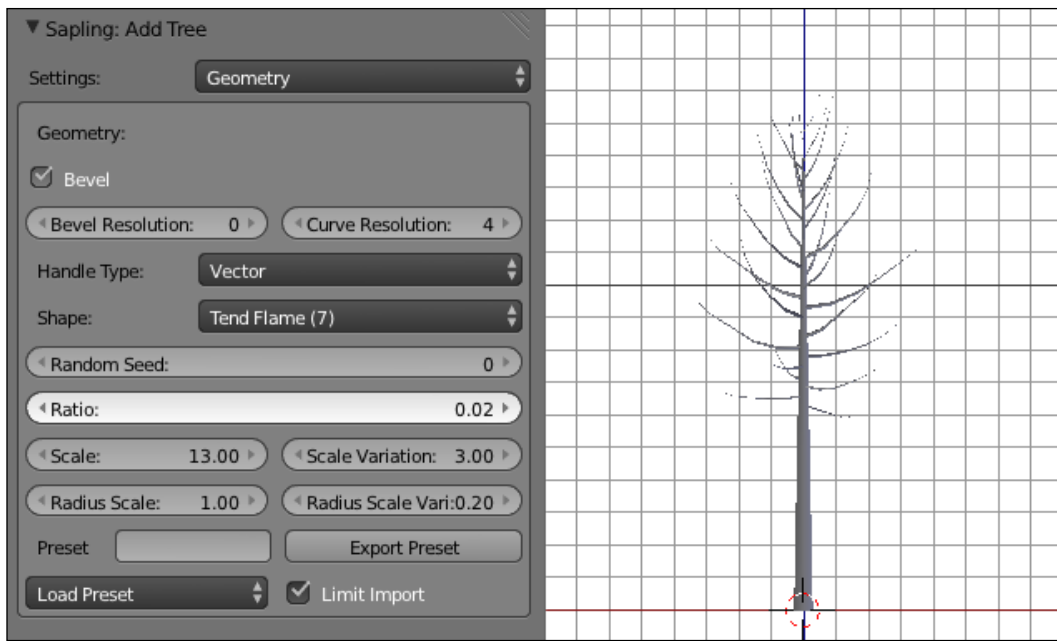 Sapling: Add Tree
Settings: Geometry
Geometry:
Bevel
Bevel Resolution: 0 Curve Resolution: 4
Handle Type: Vector
Shape: Tend Flame (7)
Random Seed: 0
Ratio: 0.02
Scale: 13.00 Scale Variation: 3.00
Radius Scale: 1.00 Radius Scale Vari:0.20
Preset Export Preset
Load Preset Limit Import